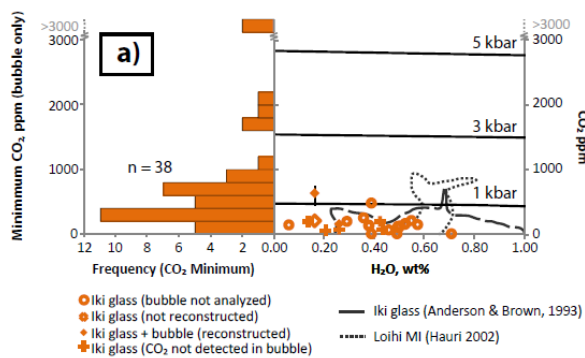 >3000
>3000
3000
3000
a)
5 kbar
2000
2000
3 kbar
n = 38
1000
1000
1 kbar
0
0
Minimmum CO₂ ppm (bubble only)
CO₂ ppm
12 10 8 6 4 2 0.00 0.20 0.40 0.60 0.80 1.00
Frequency (CO₂ Minimum)
H₂O, wt%
Iki glass (bubble not analyzed)
Iki glass (not reconstructed)
Iki glass + bubble (reconstructed)
Iki glass (CO₂ not detected in bubble)
Iki glass (Anderson & Brown, 1993)
Loihi MI (Hauri 2002)